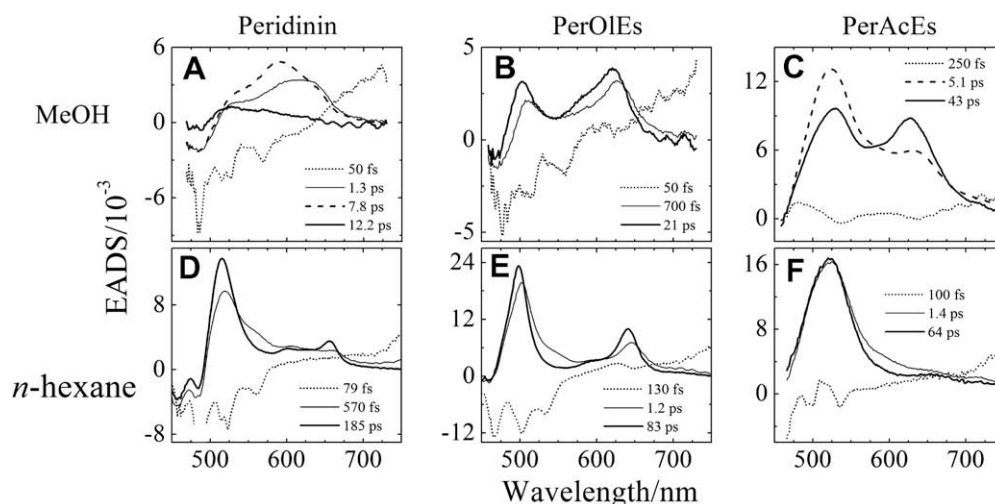 Peridinin
PerOlEs
PerAcEs
MeOH
n-hexane
EADS/10⁻³
Wavelength/nm
A
6
3
0
-3
-6
50 fs
1.3 ps
7.8 ps
12.2 ps
B
5
0
-5
50 fs
700 fs
21 ps
C
12
6
0
250 fs
5.1 ps
43 ps
D
8
0
-8
79 fs
570 fs
185 ps
500 600 700
E
24
12
0
-12
130 fs
1.2 ps
83 ps
500 600 700
F
16
8
0
100 fs
1.4 ps
64 ps
500 600 700